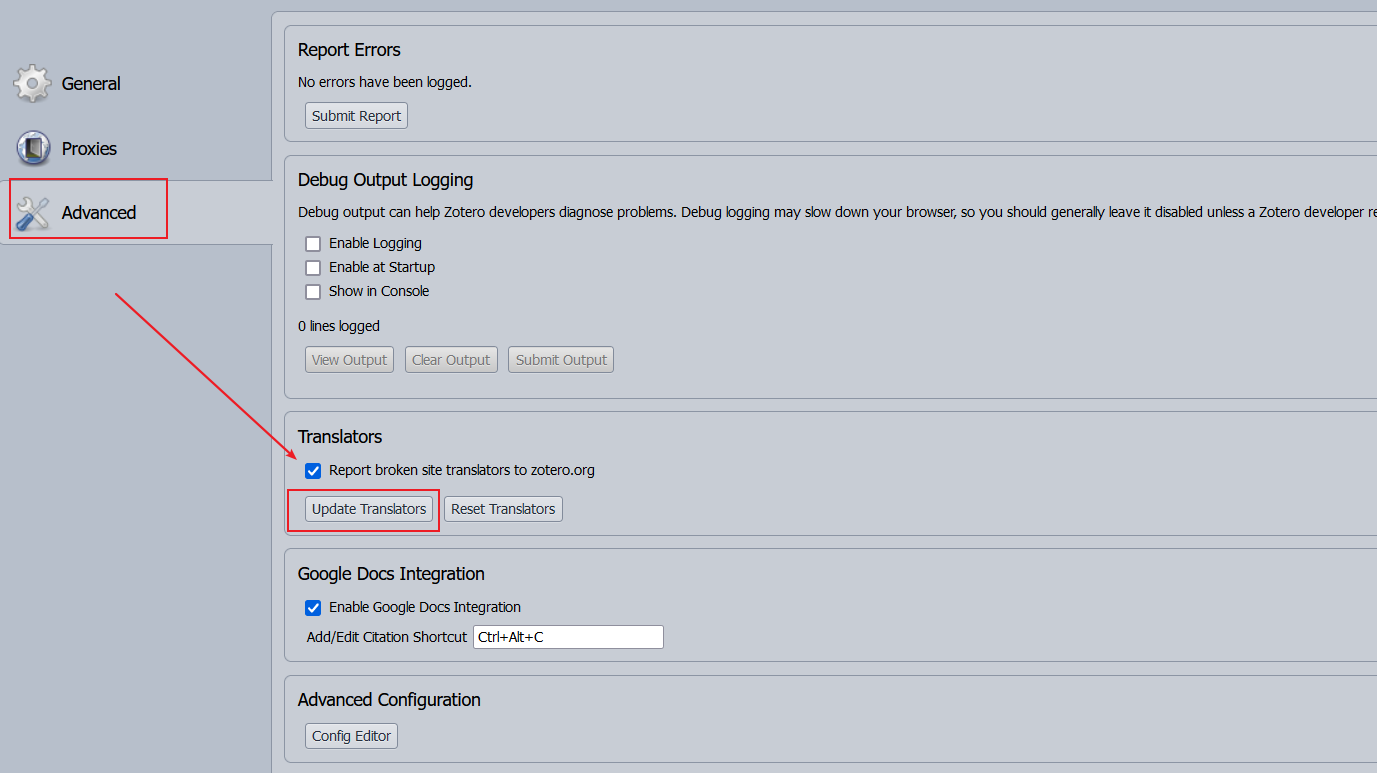 General
Proxies
Advanced
Report Errors
No errors have been logged.
Submit Report
Debug Output Logging
Debug output can help Zotero developers diagnose problems. Debug logging may slow down your browser, so you should generally leave it disabled unless a Zotero developer re
Enable Logging
Enable at Startup
Show in Console
0 lines logged
View Output Clear Output Submit Output
Translators
Report broken site translators to zotero.org
Update Translators Reset Translators
Google Docs Integration
Enable Google Docs Integration
Add/Edit Citation Shortcut Ctrl+Alt+C
Advanced Configuration
Config Editor